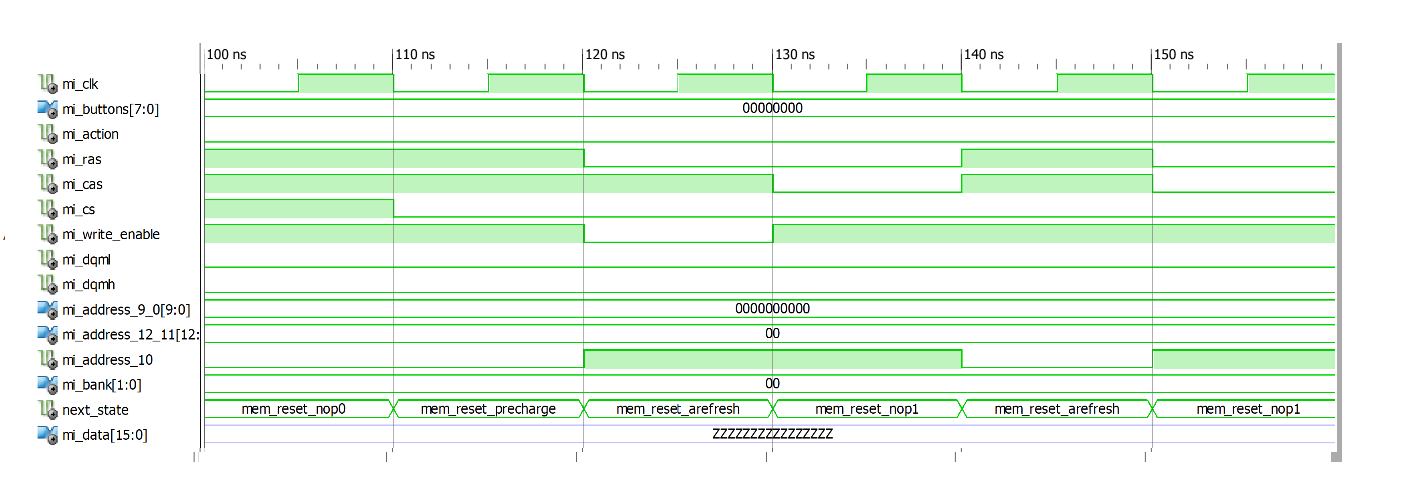 100 ns 110 ns 120 ns 130 ns 140 ns 150 ns
mi_clk
mi_buttons[7:0] 00000000
mi_action
mi_ras
mi_cas
mi_cs
mi_write_enable
mi_dqml
mi_dqmh
mi_address_9_0[9:0] 0000000000
mi_address_12_11[12: 00
mi_address_10
mi_bank[1:0] 00
next_state mem_reset_nop0 mem_reset_precharge mem_reset_arefresh mem_reset_nop1 mem_reset_arefresh mem_reset_nop1
mi_data[15:0] ZZZZZZZZZZZZZZZZ